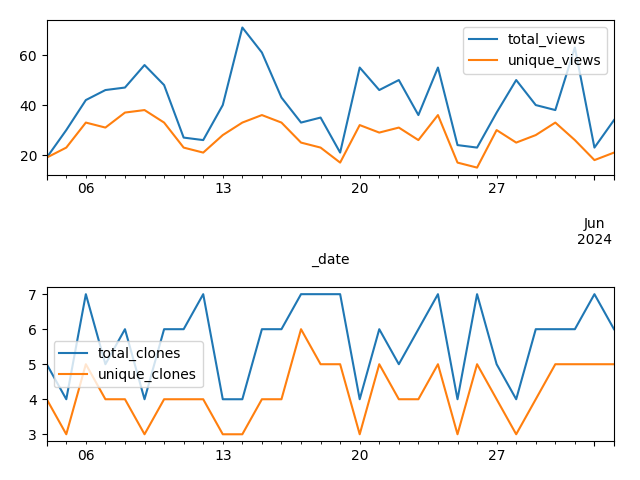 60
40
20
total_views
unique_views
06
13
20
27
Jun
2024
_date
7
6
5
4
3
total_clones
unique_clones
06
13
20
27